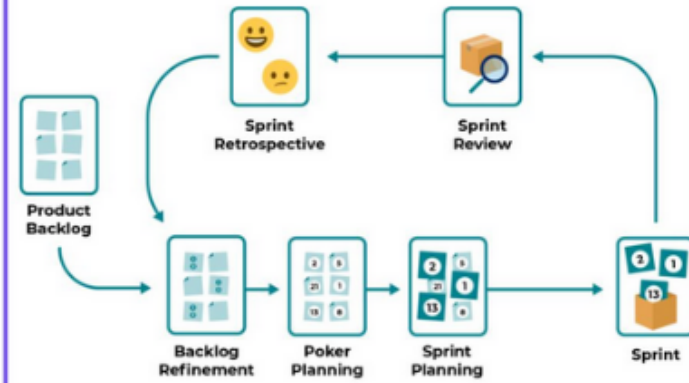 Sprint
Retrospective
Sprint
Review
Product
Backlog
2 5
21 1
13 8
2 5
21 1
13 8
2 1
13
Backlog
Refinement
Poker
Planning
Sprint
Planning
Sprint